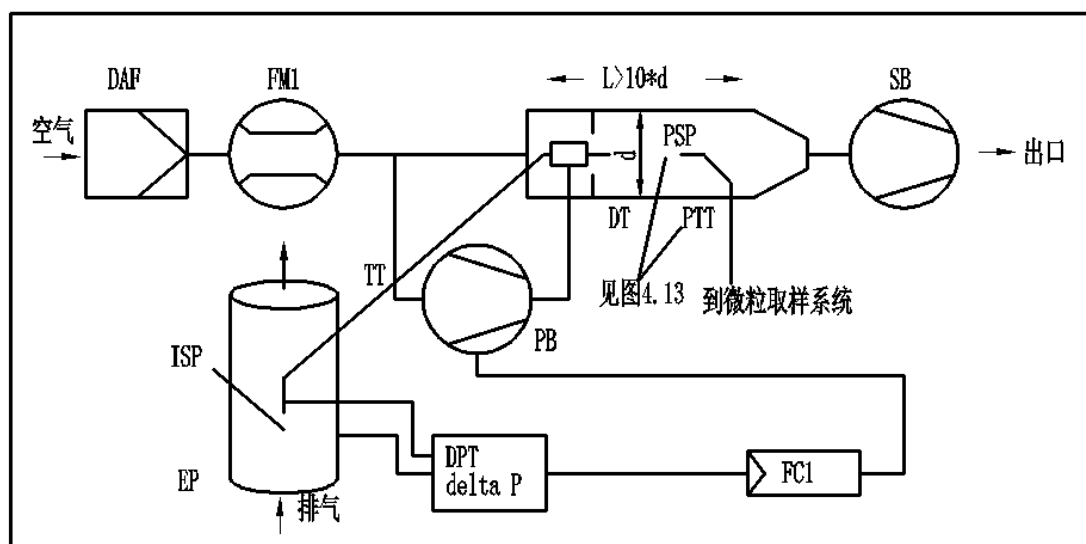 DAF
FM1
L>10*d
SB
空气
d
PSP
出口
DT
PTT
TT
见图4.13
到微粒取样系统
PB
ISP
DPT
delta P
FC1
EP
排气